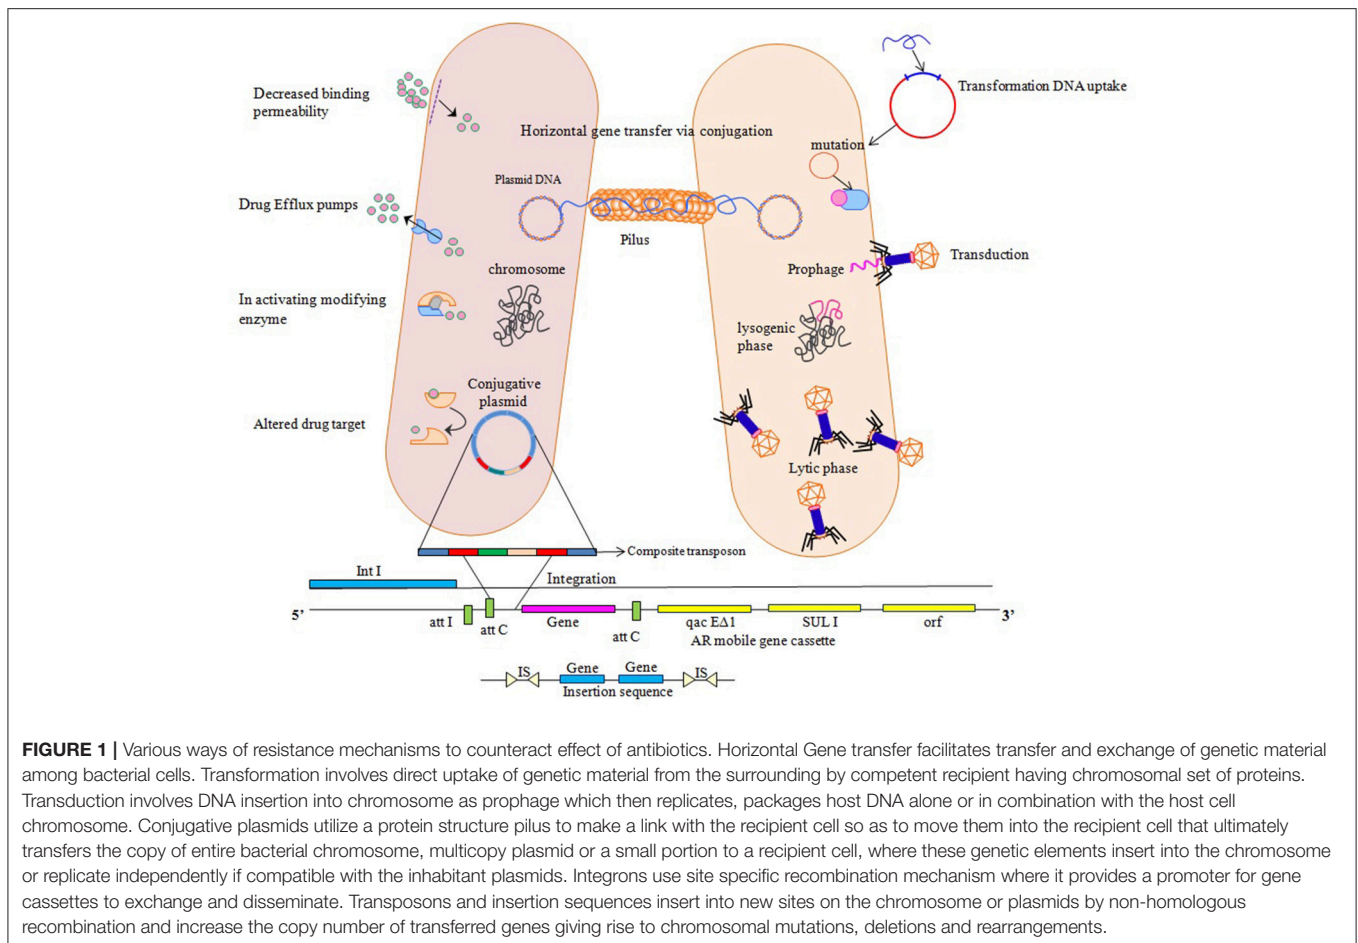 Decreased binding
permeability
Horizontal gene transfer via conjugation
Transformation DNA uptake
mutation
Drug Efflux pumps
Plasmid DNA
Pilus
Prophage
Transduction
chromosome
In activating modifying
enzyme
lysogenic
phase
Conjugative
plasmid
Altered drug target
Lytic phase
Composite transposon
Int I
Integration
5’
3’
att I
att C
Gene
att C
qac EΔ1
SUL I
orf
AR mobile gene cassette
IS
Gene
Gene
IS
Insertion sequence
FIGURE 1 | Various ways of resistance mechanisms to counteract effect of antibiotics. Horizontal Gene transfer facilitates transfer and exchange of genetic material
among bacterial cells. Transformation involves direct uptake of genetic material from the surrounding by competent recipient having chromosomal set of proteins.
Transduction involves DNA insertion into chromosome as prophage which then replicates, packages host DNA alone or in combination with the host cell
chromosome. Conjugative plasmids utilize a protein structure pilus to make a link with the recipient cell so as to move them into the recipient cell that ultimately
transfers the copy of entire bacterial chromosome, multicopy plasmid or a small portion to a recipient cell, where these genetic elements insert into the chromosome
or replicate independently if compatible with the inhabitant plasmids. Integrons use site specific recombination mechanism where it provides a promoter for gene
cassettes to exchange and disseminate. Transposons and insertion sequences insert into new sites on the chromosome or plasmids by non-homologous
recombination and increase the copy number of transferred genes giving rise to chromosomal mutations, deletions and rearrangements.